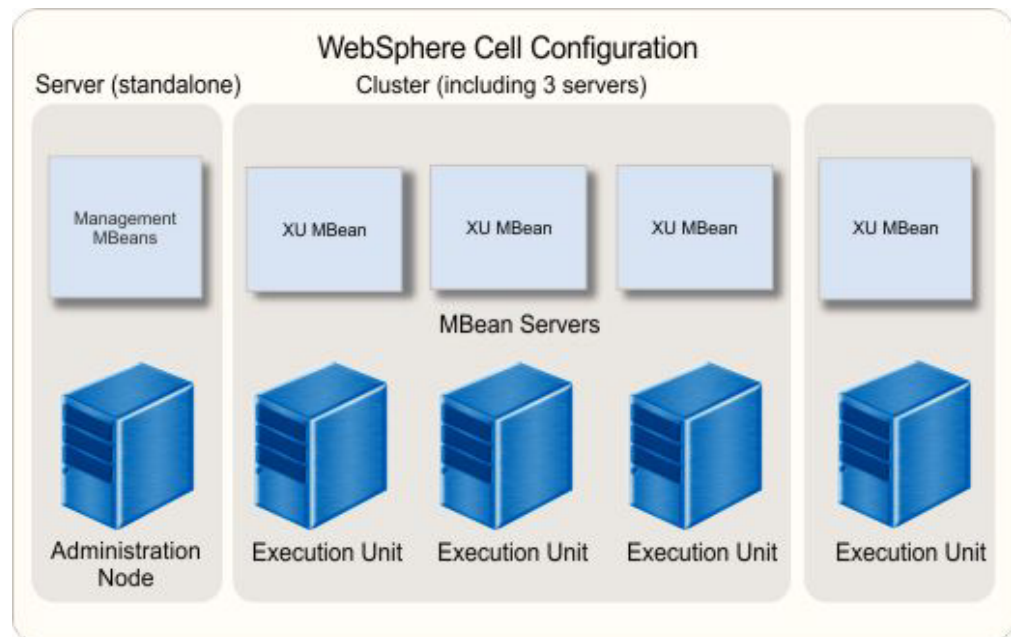 WebSphere Cell Configuration
Server (standalone)
Cluster (including 3 servers)
Management
MBeans
XU MBean
XU MBean
XU MBean
XU MBean
MBean Servers
Administration
Node
Execution Unit
Execution Unit
Execution Unit
Execution Unit